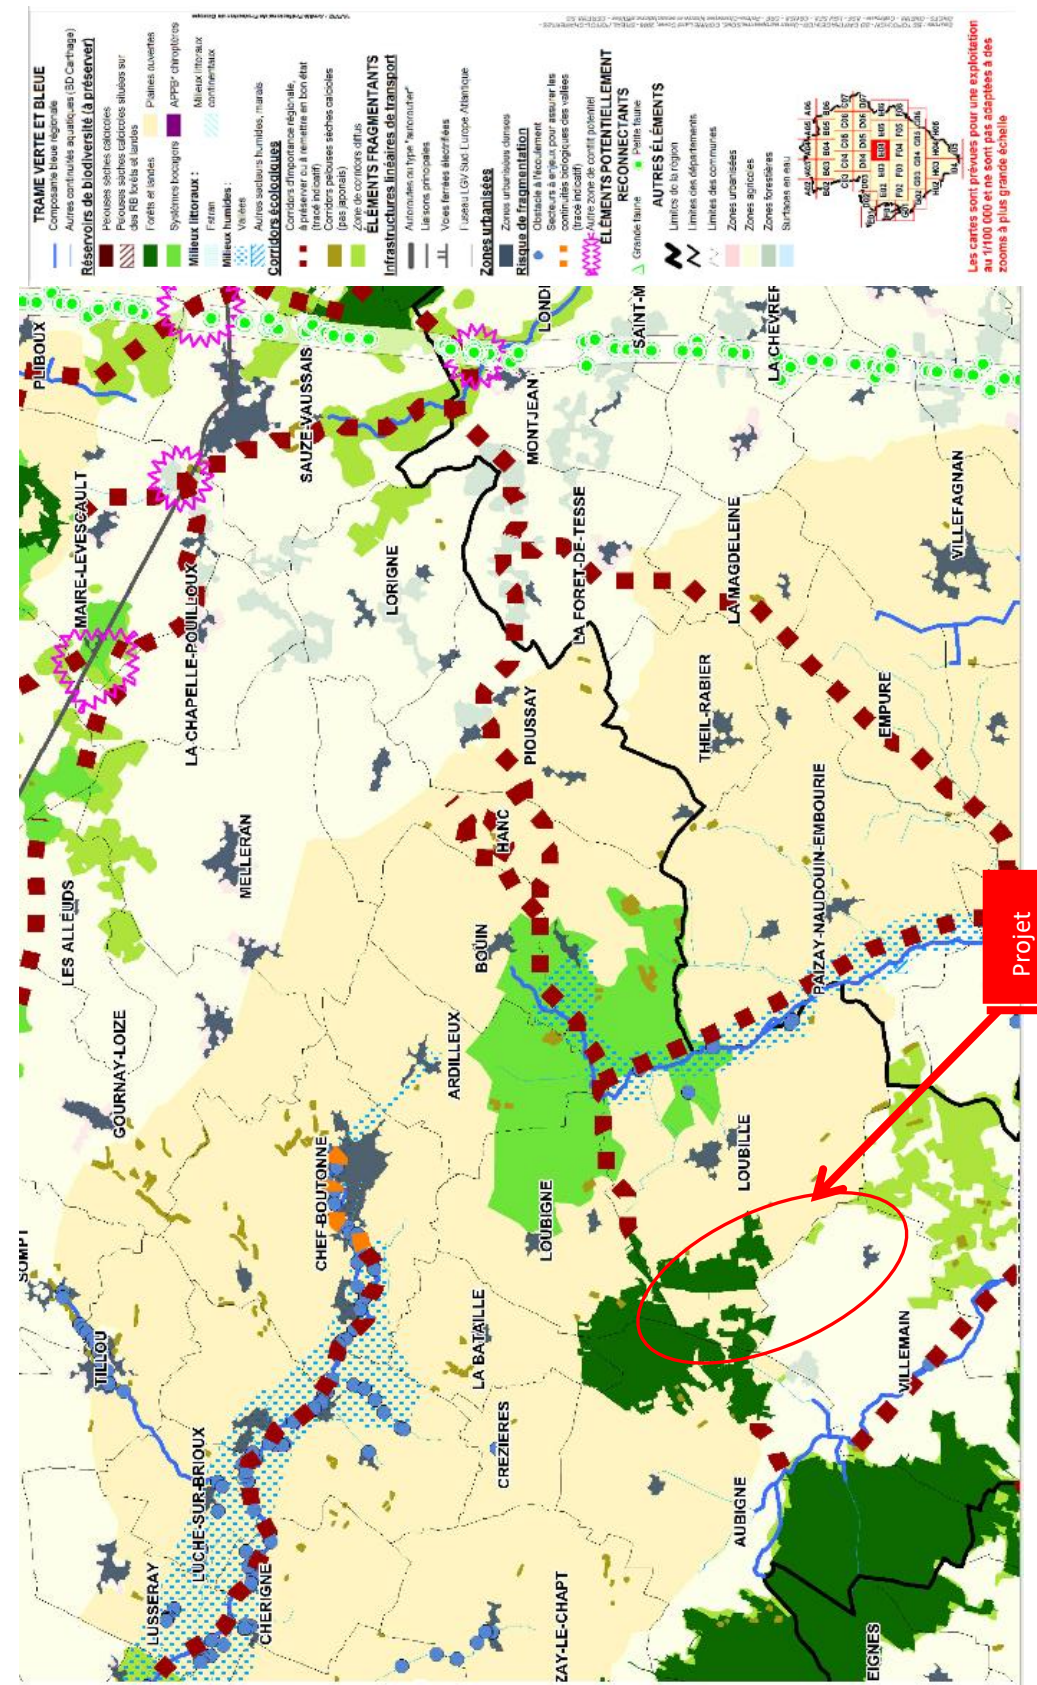 TRAME VERTE ET BLEUE
Composante bleue régionale
Autres continuités aquatiques (BD Carthage)
Réservoirs de biodiversité (à préserver)
Pelouses sèches calcicoles
Pelouses sèches calcicoles situées sur
des RB forêts et landes
Forêts et landes
Plaines ouvertes
Systèmes bocagers
APPB* chiroptères
Milieux littoraux :
Estran
Milieux littoraux
continentaux
Milieux humides :
Vallées
Autres secteurs humides, marais
Corridors écologiques
Corridors d'importance régionale,
à préserver ou à remettre en bon état
(tracé indicatif)
Corridors pelouses sèches calcicoles
(pas japonais)
Zone de corridors diffus
ÉLÉMENTS FRAGMENTANTS
Infrastructures linéaires de transport
Autoroutes ou type "autoroutier"
Liaisons principales
Voies ferrées électrifiées
Fuseau LGV Sud Europe Atlantique
Zones urbanisées
Zones urbanisées denses
Risque de fragmentation
Obstacle à l'écoulement
Secteurs à enjeux pour assurer les
continuités biologiques des vallées
(tracé indicatif)
Autre zone de conflit potentiel
ÉLÉMENTS POTENTIELLEMENT
RECONNECTANTS
Grande faune
Petite faune
AUTRES ÉLÉMENTS
Limites de la région
Limites des départements
Limites des communes
Zones urbanisées
Zones agricoles
Zones forestières
Surfaces en eau
Les cartes sont prévues pour une exploitation
au 1/100 000 et ne sont pas adaptées à des
zooms à plus grande échelle
PLIBOUX
MAIRE-LEVESCAULT
SAUZE-VAUSSAIS
LES ALLEUDS
LA CHAPELLE-POUILLOUX
LONDI
GOURNAY-LOIZE
MELLERAN
LORIGNE
MONTJEAN
SAINT-M
SOMPT
TILLOU
CHEF-BOUTONNE
ARDILLEUX
BOUIN
HANC
PIOUSSAY
LA FORET-DE-TESSE
LA CHEVRER
LUSSERAY
LUCHE-SUR-BRIOUX
CHERIGNE
LA BATAILLE
CREZIERES
LOUBIGNE
LOUBILLE
THEIL-RABIER
LA MAGDELEINE
PAIZAY-NAUDOUIN-EMBOURIE
EMPURE
VILLEFAGNAN
ZAY-LE-CHAPT
AUBIGNE
VILLEMAIN
EIGNES
Projet